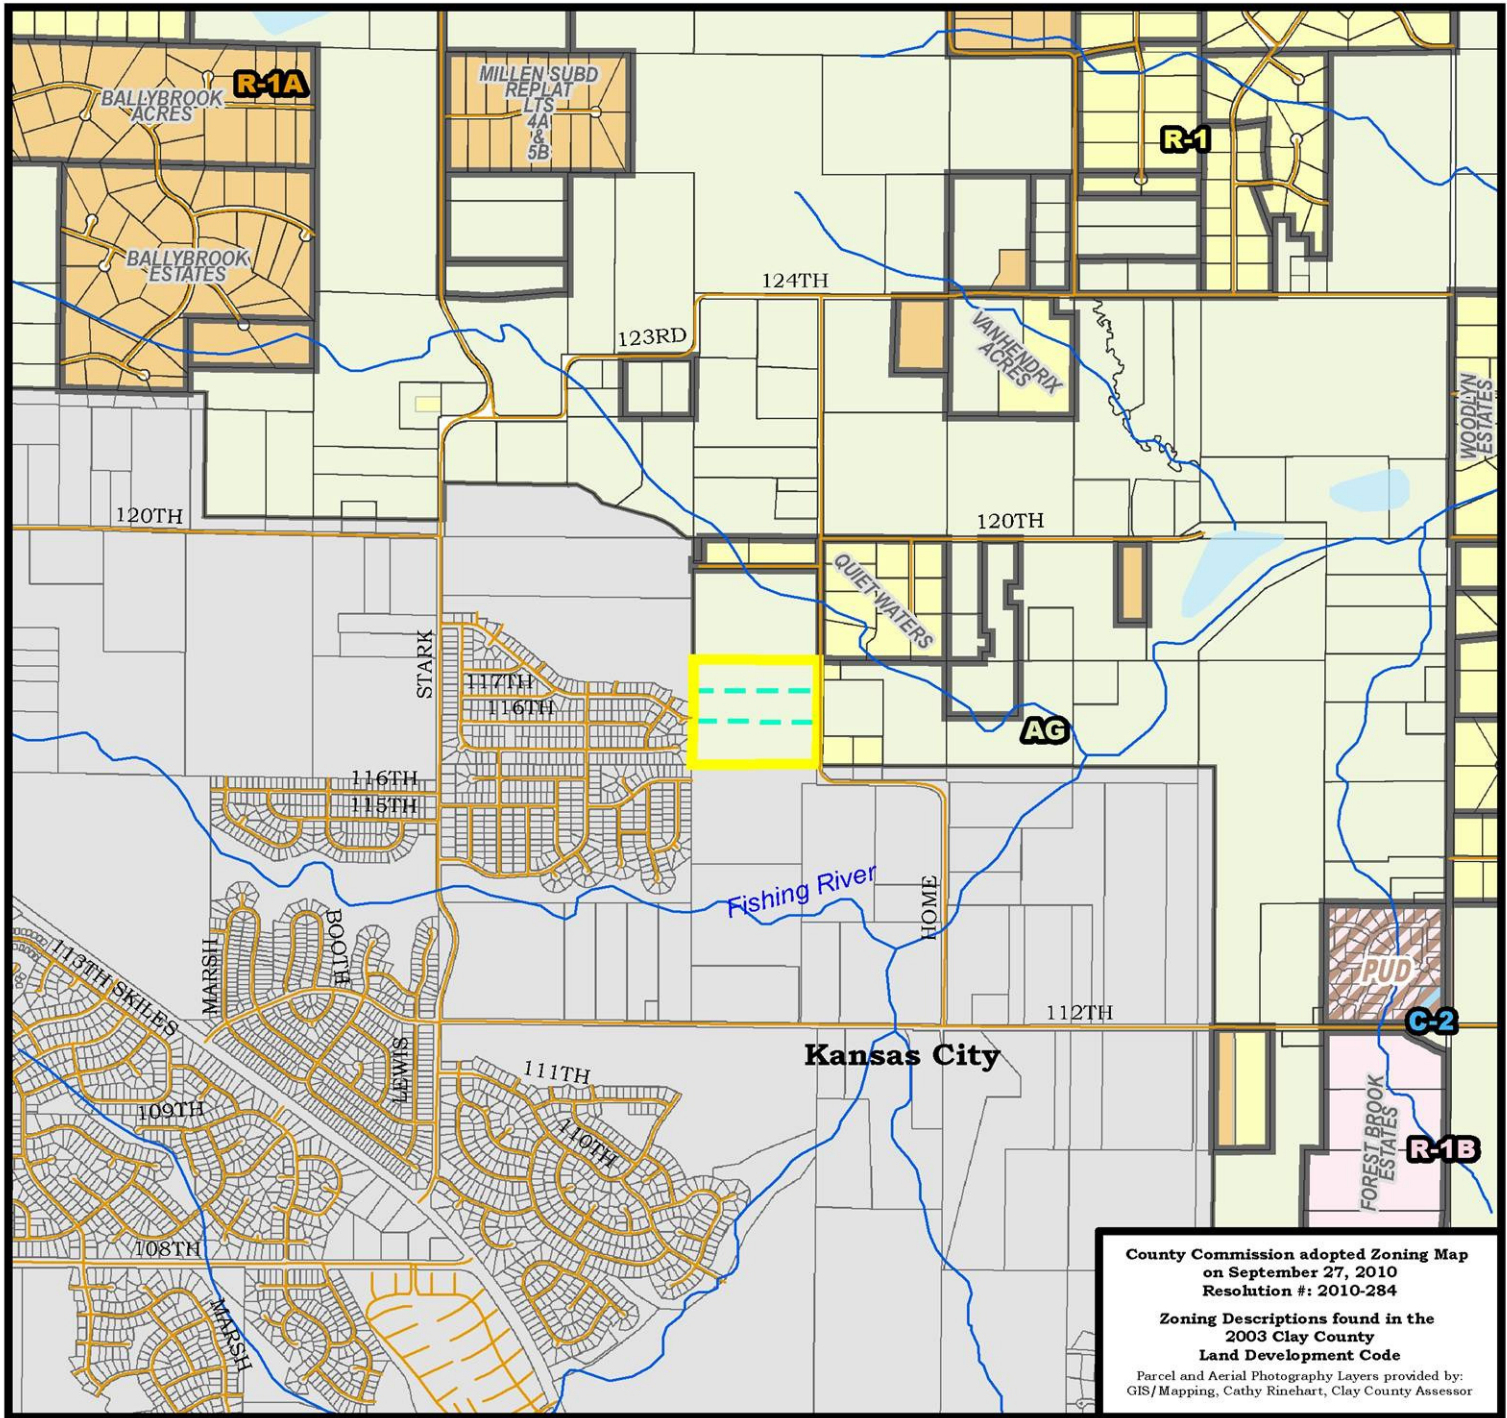 R-1A
BALLYBROOK
ACRES
MILLEN SUBD
REPLAT
LTS
4A
&
5B
R-1
BALLYBROOK
ESTATES
124TH
123RD
VANHENDRIX
ACRES
WOODLYN
ESTATES
120TH
120TH
QUIET WATERS
STARK
117TH
116TH
AG
116TH
115TH
Fishing River
HOME
MARSH
BOOTH
113TH
SKILES
PUD
112TH
C-2
LEWIS
Kansas City
111TH
110TH
109TH
FOREST BROOK
ESTATES
R-1B
108TH
MARSH
County Commission adopted Zoning Map
on September 27, 2010
Resolution #: 2010-284
Zoning Descriptions found in the
2003 Clay County
Land Development Code
Parcel and Aerial Photography Layers provided by:
GIS/Mapping, Cathy Rinehart, Clay County Assessor